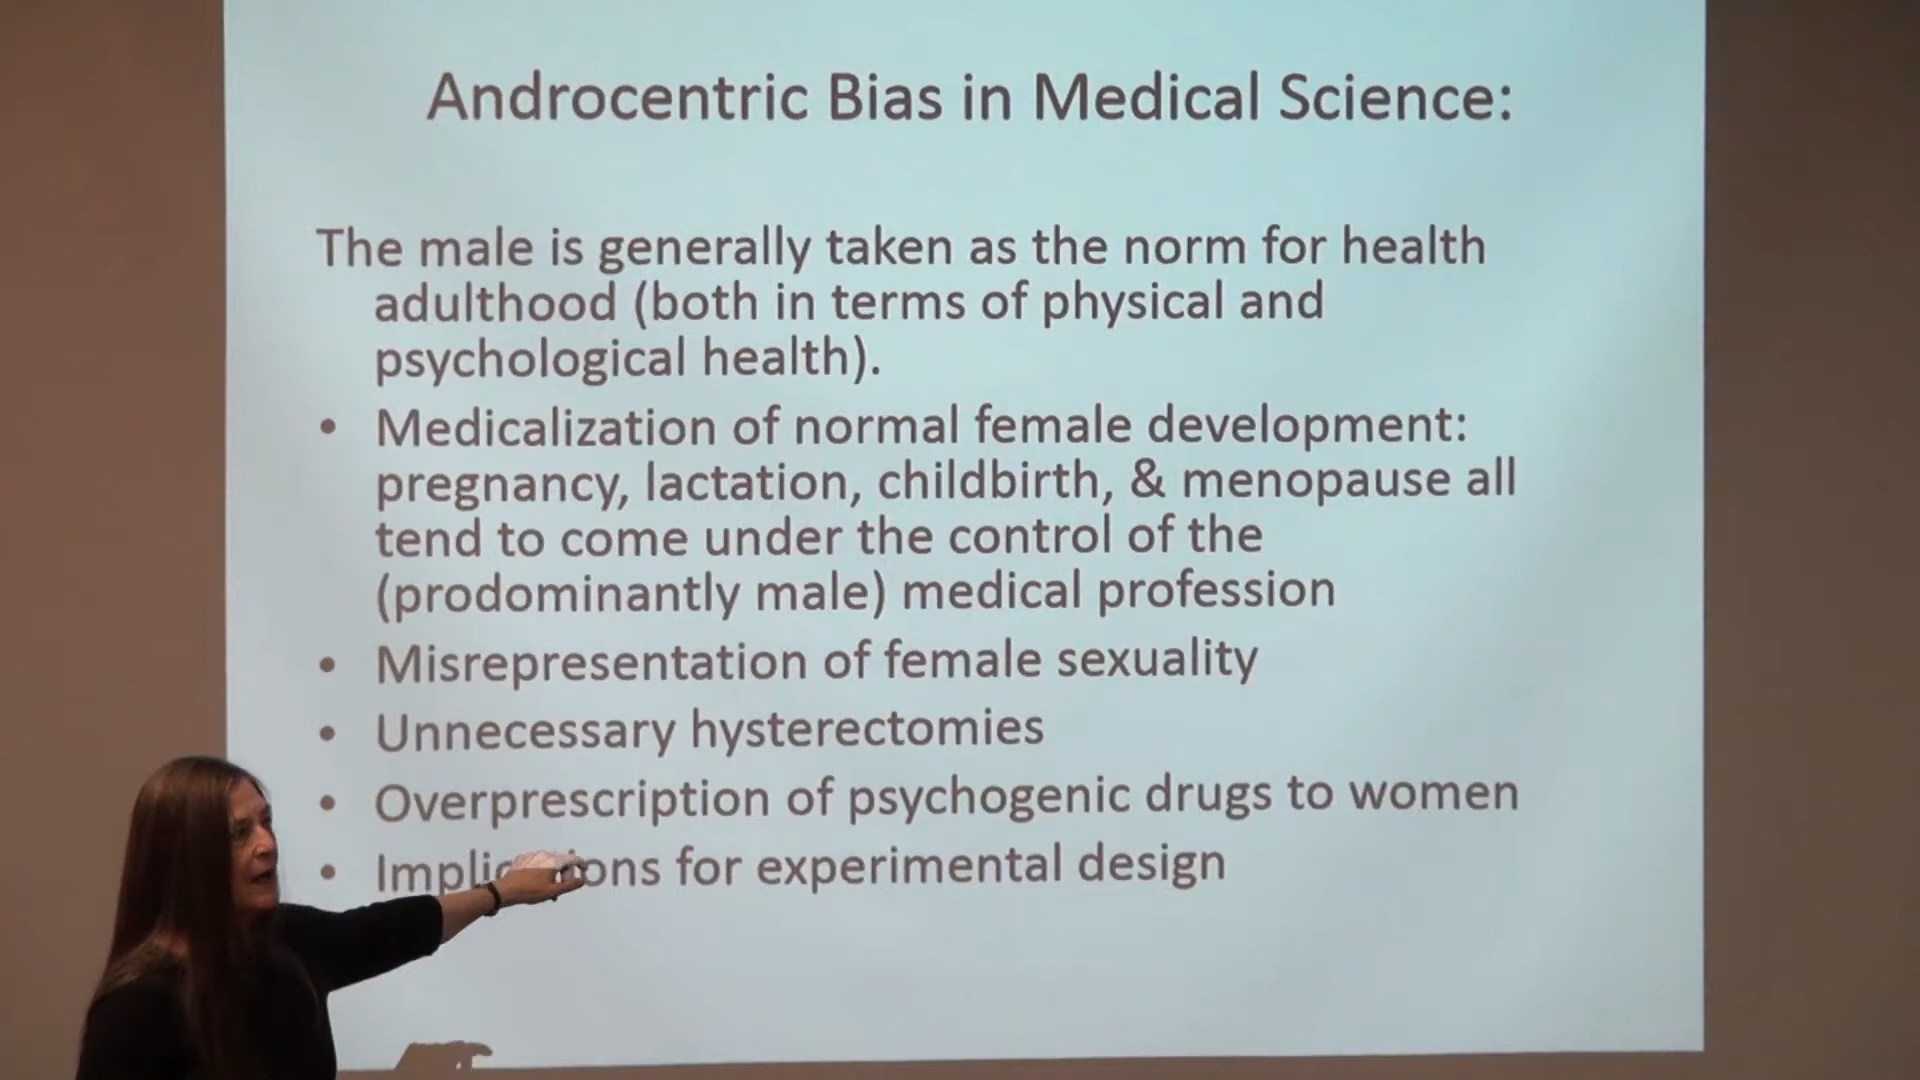 Androcentric Bias in Medical Science:
The male is generally taken as the norm for health
adulthood (both in terms of physical and
psychological health).
• Medicalization of normal female development:
pregnancy, lactation, childbirth, & menopause all
tend to come under the control of the
(prodominantly male) medical profession
• Misrepresentation of female sexuality
• Unnecessary hysterectomies
• Overprescription of psychogenic drugs to women
• Implications for experimental design